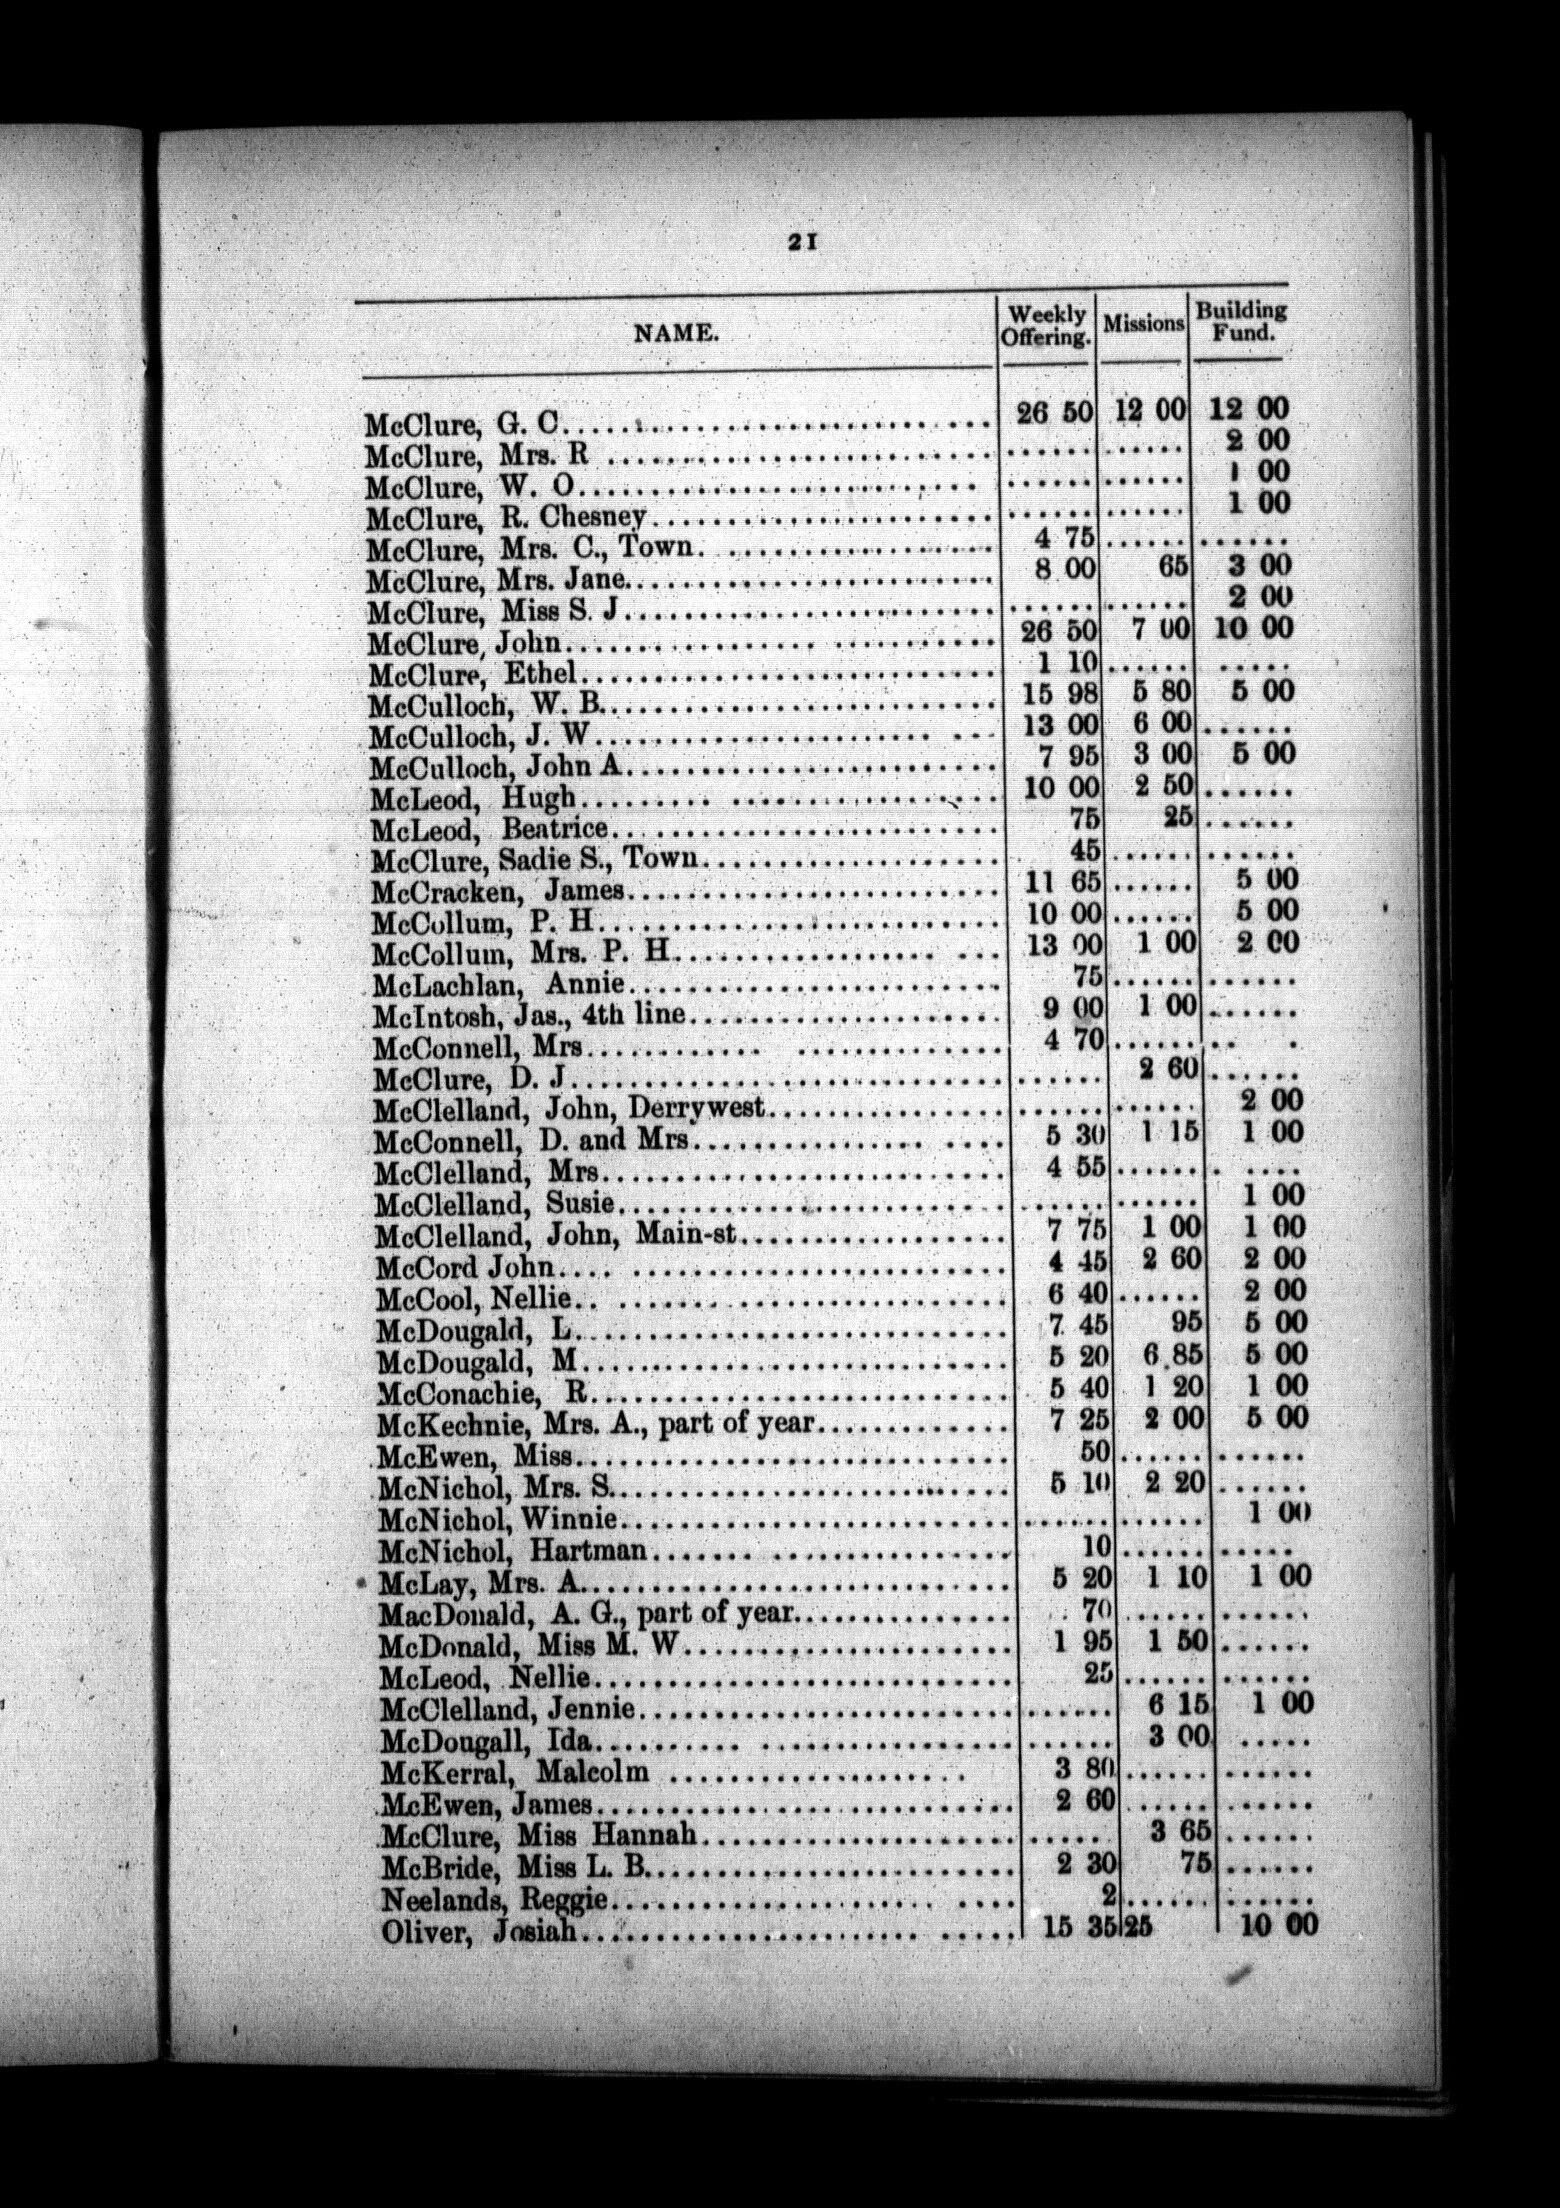 21
NAME. Weekly Offering. Missions Building Fund.
McClure, G. C. 26 50 12 00 12 00
McClure, Mrs. R 2 00
McClure, W. O. 1 00
McClure, R. Chesney 1 00
McClure, Mrs. C., Town 4 75
McClure, Mrs. Jane. 8 00 65 3 00
McClure, Miss S. J 2 00
McClure, John 26 50 7 00 10 00
McClure, Ethel 1 10
McCulloch, W. B. 15 98 5 80 5 00
McCulloch, J. W 13 00 6 00
McCulloch, John A 7 95 3 00 5 00
McLeod, Hugh 10 00 2 50
McLeod, Beatrice 75 25
McClure, Sadie S., Town 45
McCracken, James 11 65 5 00
McCollum, P. H 10 00 5 00
McCollum, Mrs. P. H 13 00 1 00 2 00
McLachlan, Annie 75
McIntosh, Jas., 4th line 9 00 1 00
McConnell, Mrs 4 70
McClure, D. J 2 60
McClelland, John, Derrywest 2 00
McConnell, D. and Mrs 5 30 1 15 1 00
McClelland, Mrs 4 55
McClelland, Susie 1 00
McClelland, John, Main-st 7 75 1 00 1 00
McCord John 4 45 2 60 2 00
McCool, Nellie 6 40 2 00
McDougald, L 7 45 95 5 00
McDougald, M 5 20 6 85 5 00
McConachie, R 5 40 1 20 1 00
McKechnie, Mrs. A., part of year 7 25 2 00 5 00
McEwen, Miss 50
McNichol, Mrs. S. 5 10 2 20
McNichol, Winnie 1 00
McNichol, Hartman 10
McLay, Mrs. A. 5 20 1 10 1 00
MacDonald, A. G., part of year 70
McDonald, Miss M. W 1 95 1 50
McLeod, Nellie 25
McClelland, Jennie 6 15 1 00
McDougall, Ida 3 00
McKerral, Malcolm 3 80
McEwen, James 2 60
McClure, Miss Hannah 3 65
McBride, Miss L. B. 2 30 75
Neelands, Reggie 2
Oliver, Josiah 15 35 25 10 00